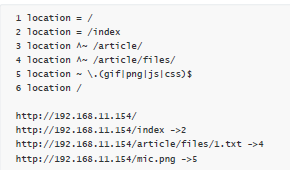 1 location = /
2 location = /index
3 location ^~ /article/
4 location ^~ /article/files/
5 location ~ \.(gif|png|js|css)$
6 location /
http://192.168.11.154/
http://192.168.11.154/index ->2
http://192.168.11.154/article/files/1.txt ->4
http://192.168.11.154/mic.png ->5